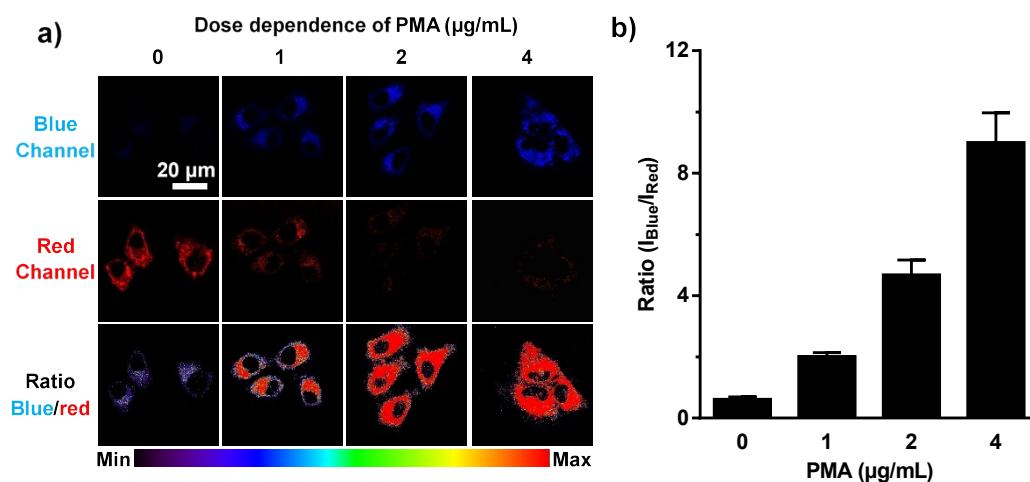 a)
Dose dependence of PMA (µg/mL)
0 1 2 4
Blue
Channel
20 µm
Red
Channel
Ratio
Blue/red
Min Max
b)
Ratio (I_Blue/I_Red)
12
8
4
0
0 1 2 4
PMA (µg/mL)